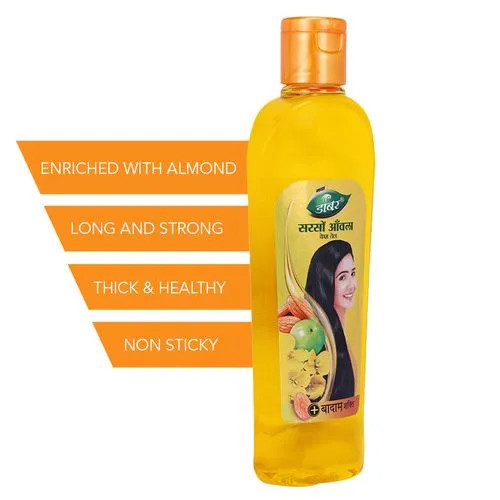 ENRICHED WITH ALMOND
LONG AND STRONG
THICK & HEALTHY
NON STICKY
डाबर®
सरसों आँवला
केश तेल
+ बादाम शक्ति